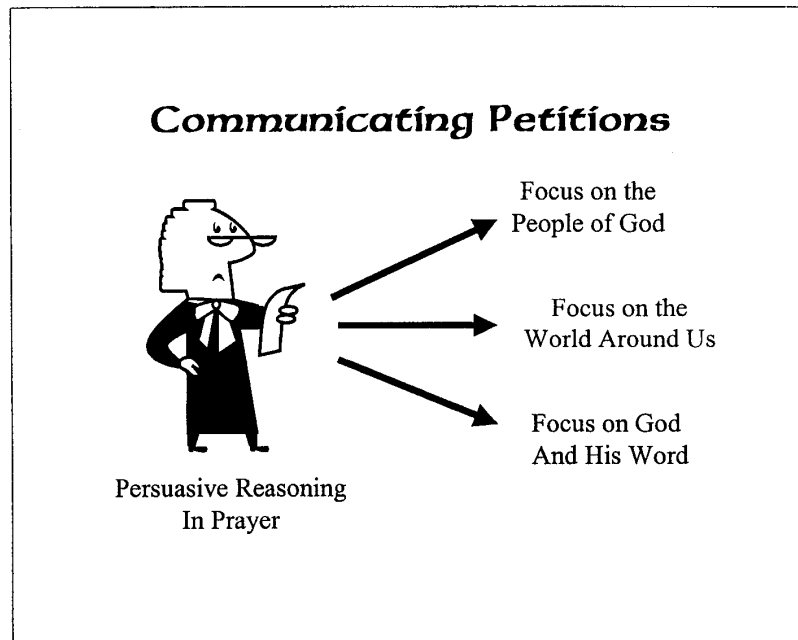 Communicating Petitions
Focus on the
People of God
Focus on the
World Around Us
Focus on God
And His Word
Persuasive Reasoning
In Prayer